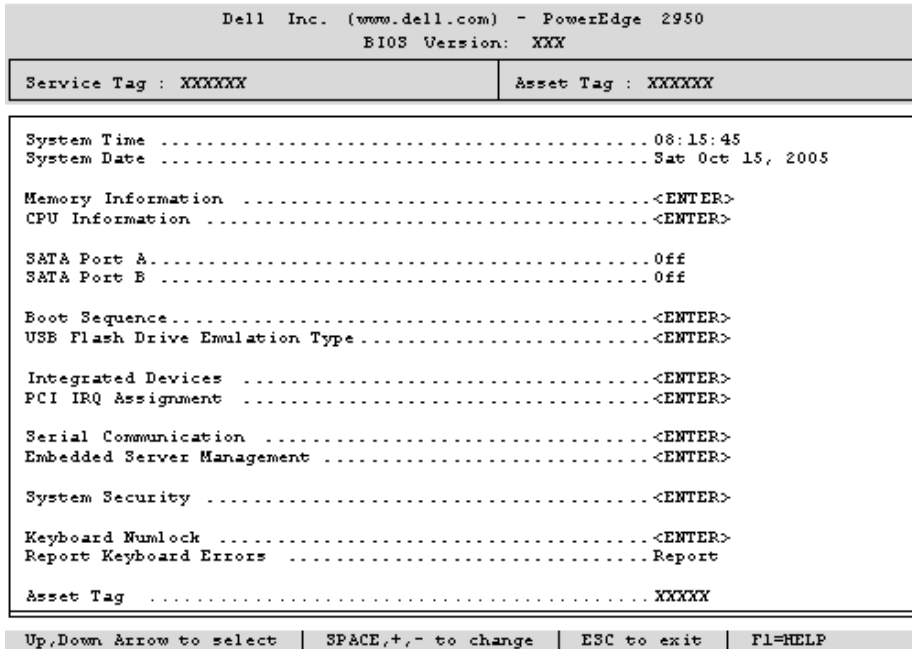 Dell Inc. (www.dell.com) - PowerEdge 2950
BIOS Version: XXX
Service Tag : XXXXXX
Asset Tag : XXXXXX
System Time .............................................08:15:45
System Date .............................................Sat Oct 15, 2005
Memory Information .....................................<ENTER>
CPU Information .........................................<ENTER>
SATA Port A..............................................Off
SATA Port B .............................................Off
Boot Sequence............................................<ENTER>
USB Flash Drive Emulation Type...........................<ENTER>
Integrated Devices .....................................<ENTER>
PCI IRQ Assignment .....................................<ENTER>
Serial Communication ...................................<ENTER>
Embedded Server Management ..............................<ENTER>
System Security .........................................<ENTER>
Keyboard Numlock ........................................<ENTER>
Report Keyboard Errors .................................Report
Asset Tag ..............................................XXXXX
Up,Down Arrow to select | SPACE,+,- to change | ESC to exit | F1=HELP